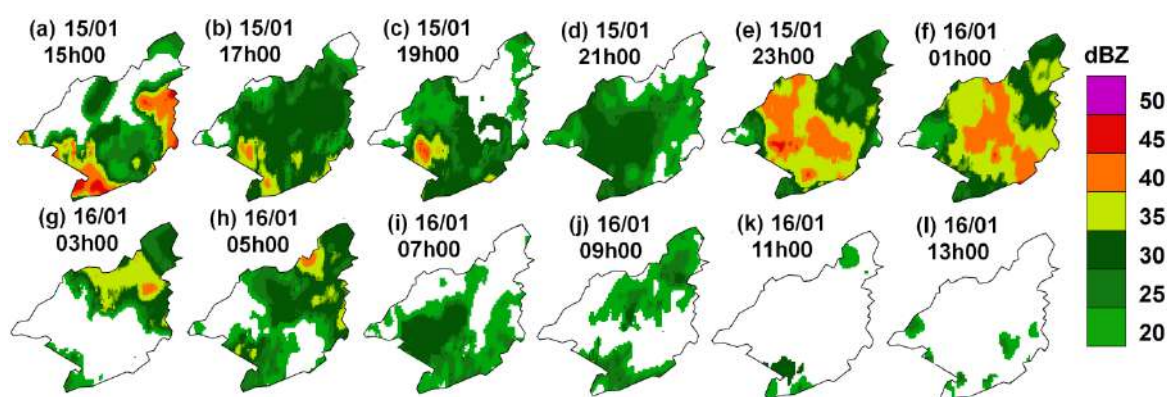 (a) 15/01
15h00
(b) 15/01
17h00
(c) 15/01
19h00
(d) 15/01
21h00
(e) 15/01
23h00
(f) 16/01
01h00
dBZ
50
45
40
35
30
25
20
(g) 16/01
03h00
(h) 16/01
05h00
(i) 16/01
07h00
(j) 16/01
09h00
(k) 16/01
11h00
(l) 16/01
13h00